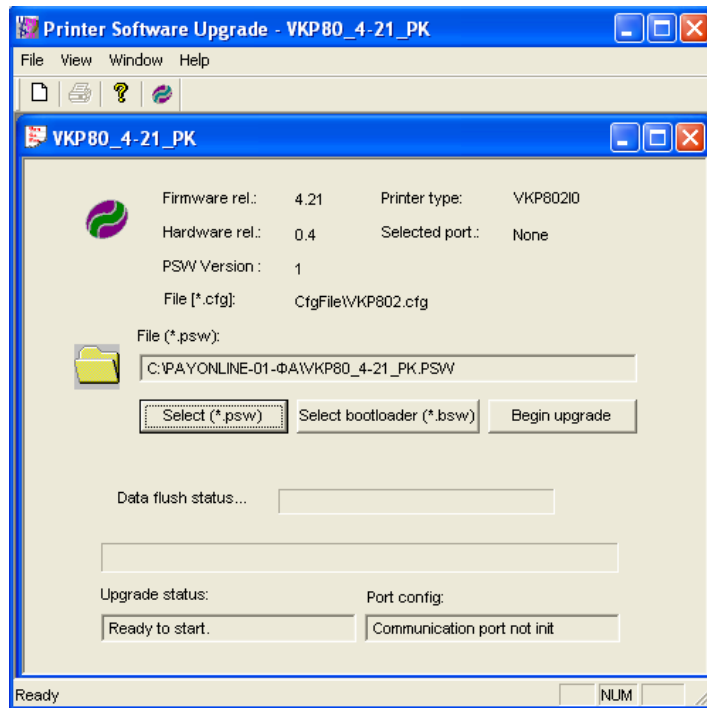 Printer Software Upgrade - VKP80_4-21_PK
File View Window Help
VKP80_4-21_PK
Firmware rel.: 4.21 Printer type: VKP802I0
Hardware rel.: 0.4 Selected port.: None
PSW Version : 1
File [*.cfg]: CfgFile\VKP802.cfg
File (*.psw):
C:\PAYONLINE-01-ФА\VKP80_4-21_PK.PSW
Select (*.psw) Select bootloader (*.bsw) Begin upgrade
Data flush status...
Upgrade status: Port config:
Ready to start. Communication port not init
Ready NUM